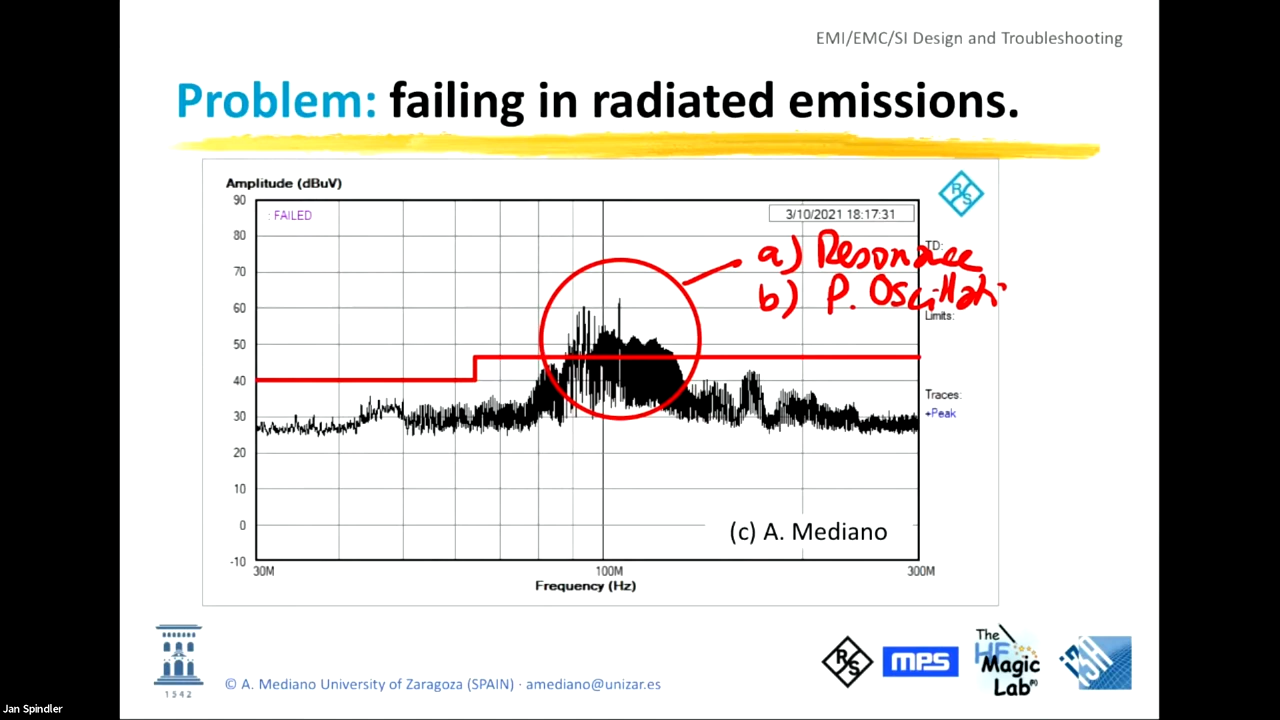 EMI/EMC/SI Design and Troubleshooting
Problem: failing in radiated emissions.
Amplitude (dBuV)
90
80
70
60
50
40
30
20
10
0
-10
: FAILED
3/10/2021 18:17:31
R S
TD:
a) Resonance
b) P. Oscillati
Limits:
Traces:
+Peak
(c) A. Mediano
30M 100M 300M
Frequency (Hz)
1542
© A. Mediano University of Zaragoza (SPAIN) · amediano@unizar.es
R S
mps
The
HF
Magic
Lab(R)
i3A
Jan Spindler